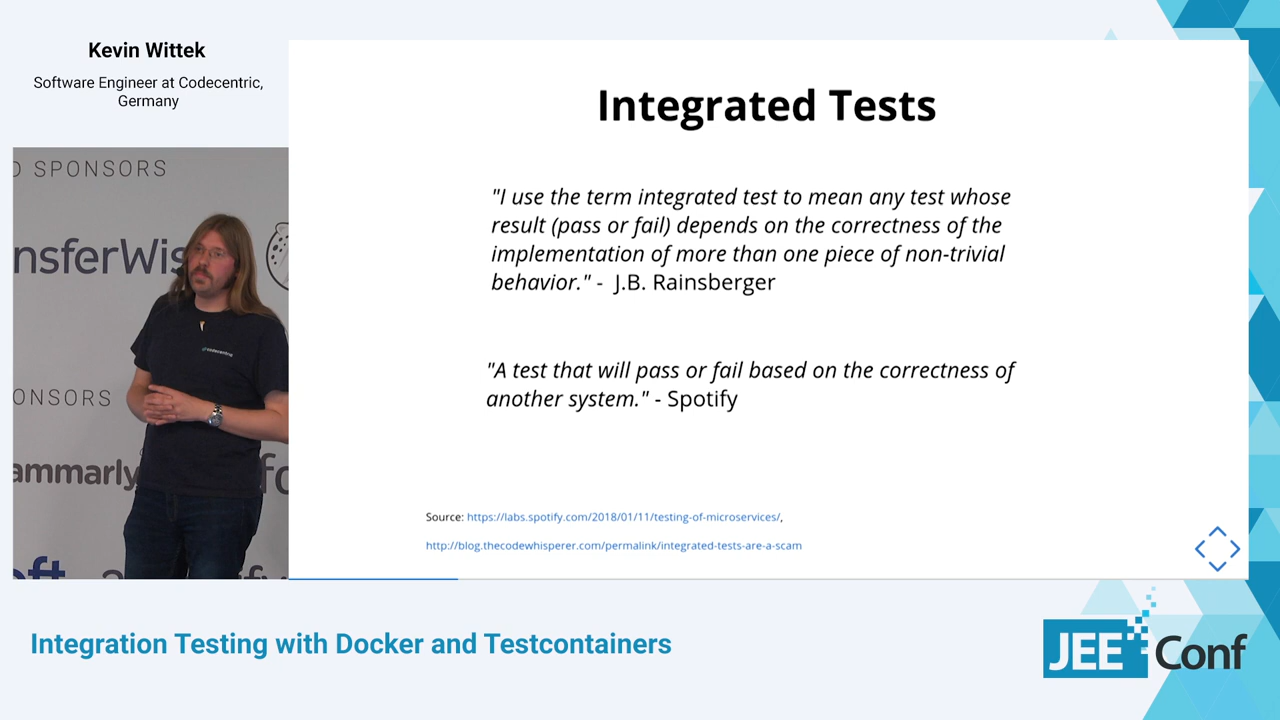 Kevin Wittek
Software Engineer at Codecentric,
Germany
SPONSORS
nsferWis
ONSORS
ammarly
codecentric
Integrated Tests
"I use the term integrated test to mean any test whose
result (pass or fail) depends on the correctness of the
implementation of more than one piece of non-trivial
behavior." - J.B. Rainsberger
"A test that will pass or fail based on the correctness of
another system." - Spotify
Source: https://labs.spotify.com/2018/01/11/testing-of-microservices/,
http://blog.thecodewhisperer.com/permalink/integrated-tests-are-a-scam
Integration Testing with Docker and Testcontainers
JEE Conf